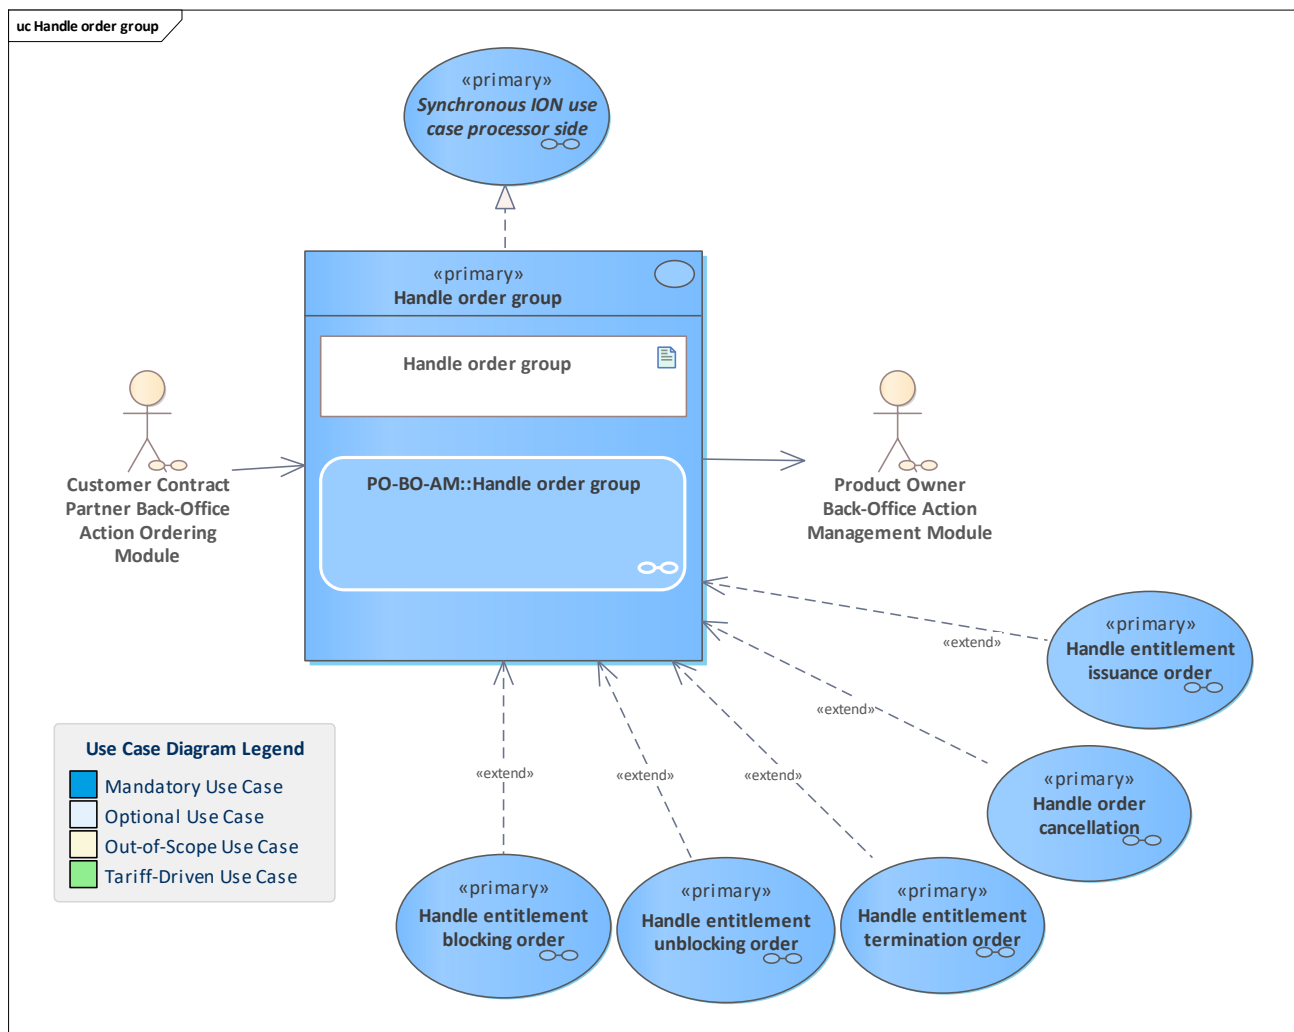 uc Handle order group
«primary»
Synchronous ION use
case processor side
«primary»
Handle order group
Handle order group
PO-BO-AM::Handle order group
Customer Contract
Partner Back-Office
Action Ordering
Module
Product Owner
Back-Office Action
Management Module
«extend»
«primary»
Handle entitlement
issuance order
«extend»
«primary»
Handle order
cancellation
«extend»
«extend»
«extend»
Use Case Diagram Legend
Mandatory Use Case
Optional Use Case
Out-of-Scope Use Case
Tariff-Driven Use Case
«primary»
Handle entitlement
blocking order
«primary»
Handle entitlement
unblocking order
«primary»
Handle entitlement
termination order